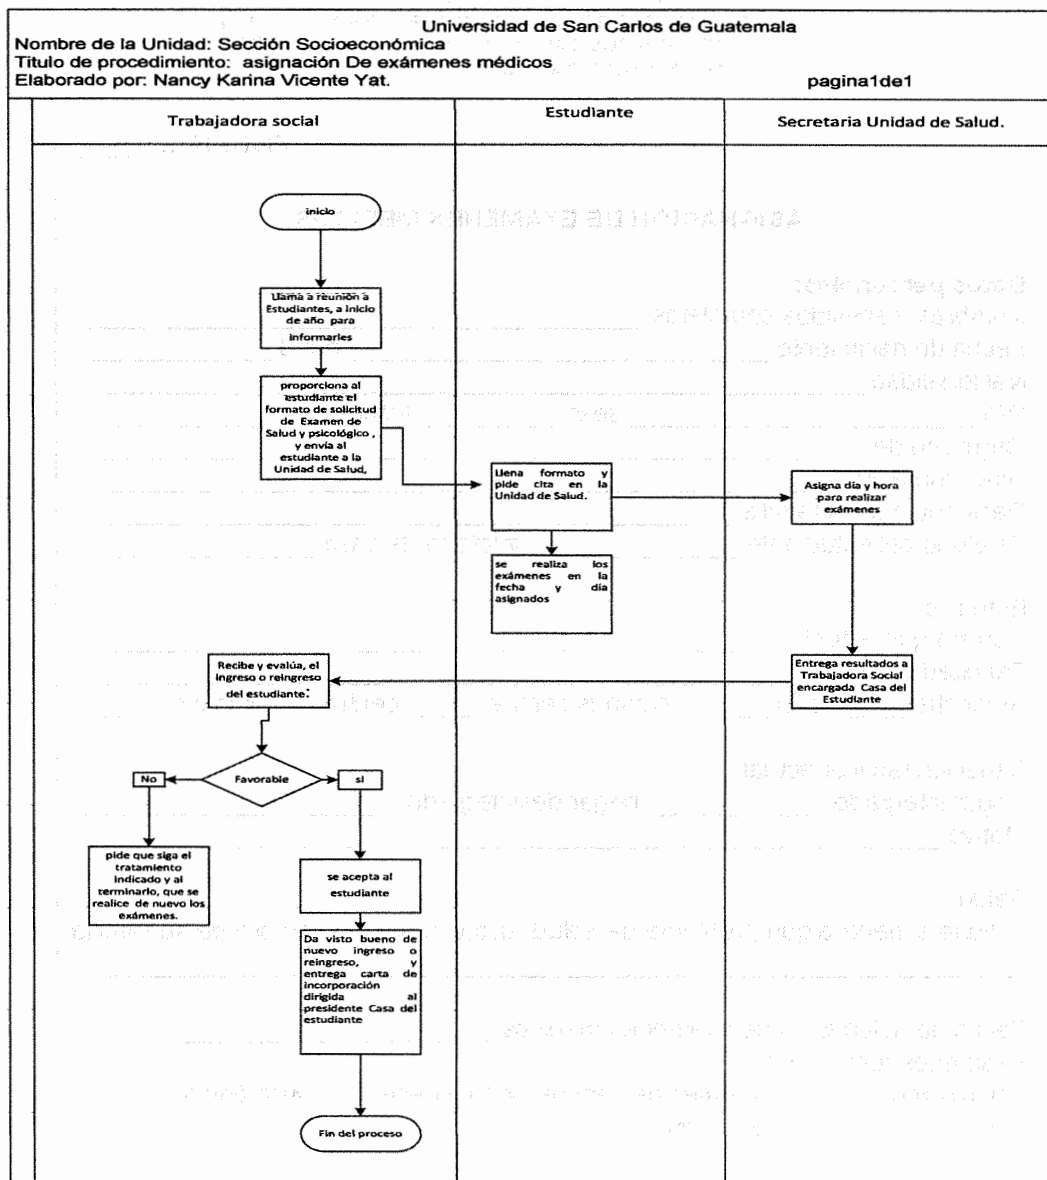 Universidad de San Carlos de Guatemala
Nombre de la Unidad: Sección Socioeconómica
Titulo de procedimiento: asignación De exámenes médicos
Elaborado por: Nancy Karina Vicente Yat.
pagina1de1
Trabajadora social
Estudiante
Secretaria Unidad de Salud.
inicio
Llama a reunión a
Estudiantes, a inicio
de año para
informarles
proporciona al
estudiante el
formato de solicitud
de Examen de
Salud y psicológico ,
y envía al
estudiante a la
Unidad de Salud,
Llena formato y
pide cita en la
Unidad de Salud.
Asigna día y hora
para realizar
exámenes
se realiza los
exámenes en la
fecha y día
asignados
Entrega resultados a
Trabajadora Social
encargada Casa del
Estudiante
Recibe y evalúa, el
ingreso o reingreso
del estudiante:
Favorable
No
si
pide que siga el
tratamiento
indicado y al
terminarlo, que se
realice de nuevo los
exámenes.
se acepta al
estudiante
Da visto bueno de
nuevo ingreso o
reingreso, y
entrega carta de
incorporación
dirigida al
presidente Casa del
estudiante
Fin del proceso